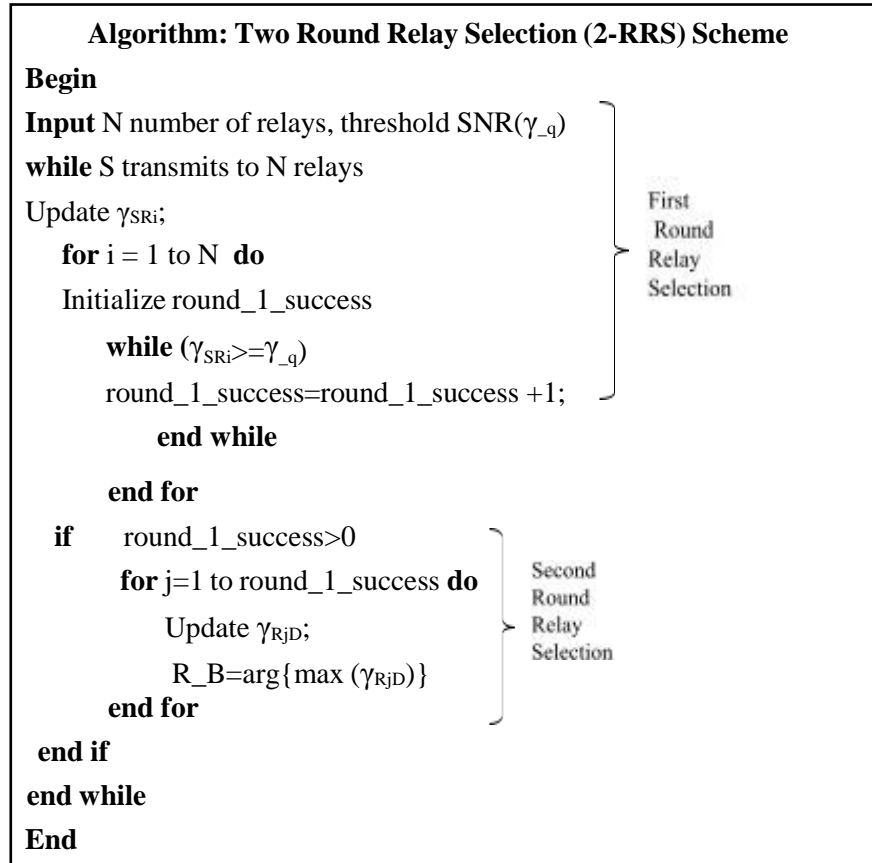 Algorithm: Two Round Relay Selection (2-RRS) Scheme
Begin
Input N number of relays, threshold SNR(γ_q)
while S transmits to N relays
Update γSRi;
for i = 1 to N do
Initialize round_1_success
while (γSRi>=γ_q)
round_1_success=round_1_success +1;
end while
end for
First
Round
Relay
Selection
if round_1_success>0
for j=1 to round_1_success do
Update γRjD;
R_B=arg{max (γRjD)}
end for
Second
Round
Relay
Selection
end if
end while
End